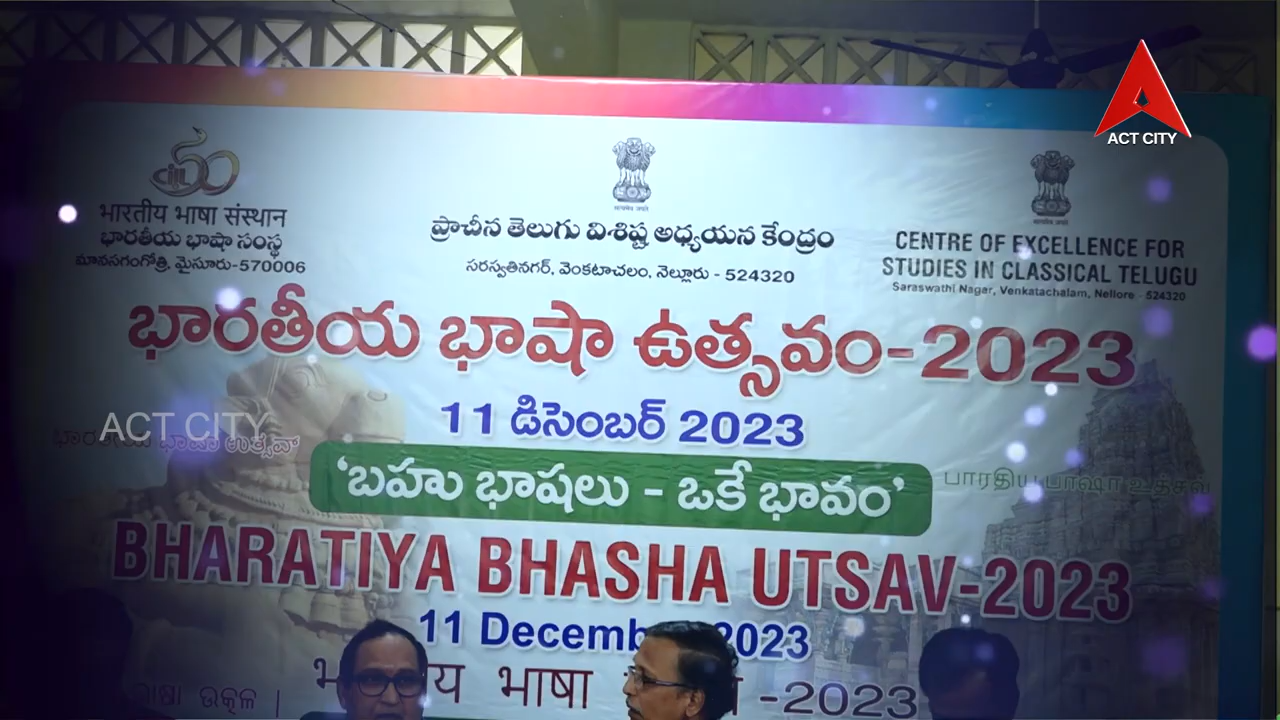 ACT CITY
CIIL 50
भारतीय भाषा संस्थान
భారతీయ భాషా సంస్థ
మానసగంగోత్రి, మైసూరు-570006
ప్రాచీన తెలుగు విశిష్ట అధ్యయన కేంద్రం
సరస్వతినగర్, వెంకటాచలం, నెల్లూరు - 524320
CENTRE OF EXCELLENCE FOR
STUDIES IN CLASSICAL TELUGU
Saraswathi Nagar, Venkatachalam, Nellore - 524320
భారతీయ భాషా ఉత్సవం-2023
11 డిసెంబర్ 2023
ACT CITY
'బహు భాషలు - ఒకే భావం'
BHARATIYA BHASHA UTSAV-2023
11 2023
भाषा -2023